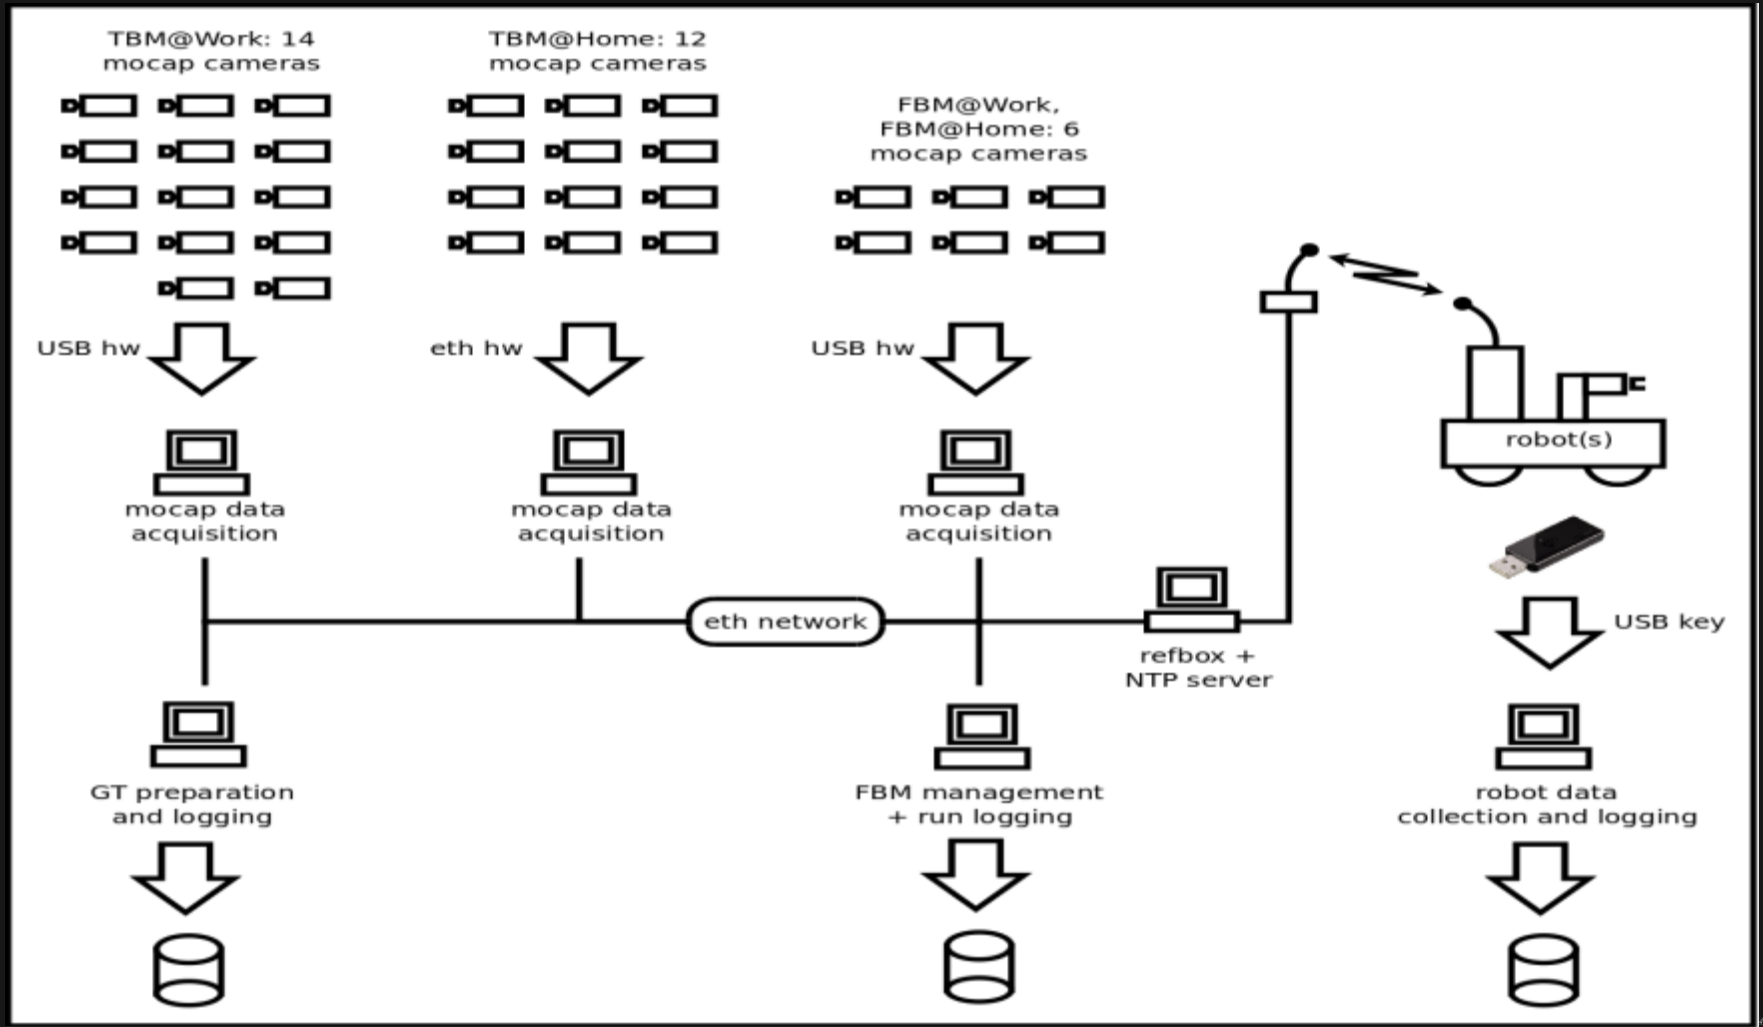 TBM@Work: 14
mocap cameras
TBM@Home: 12
mocap cameras
FBM@Work,
FBM@Home: 6
mocap cameras
USB hw
eth hw
USB hw
robot(s)
mocap data
acquisition
mocap data
acquisition
mocap data
acquisition
eth network
refbox +
NTP server
USB key
GT preparation
and logging
FBM management
+ run logging
robot data
collection and logging